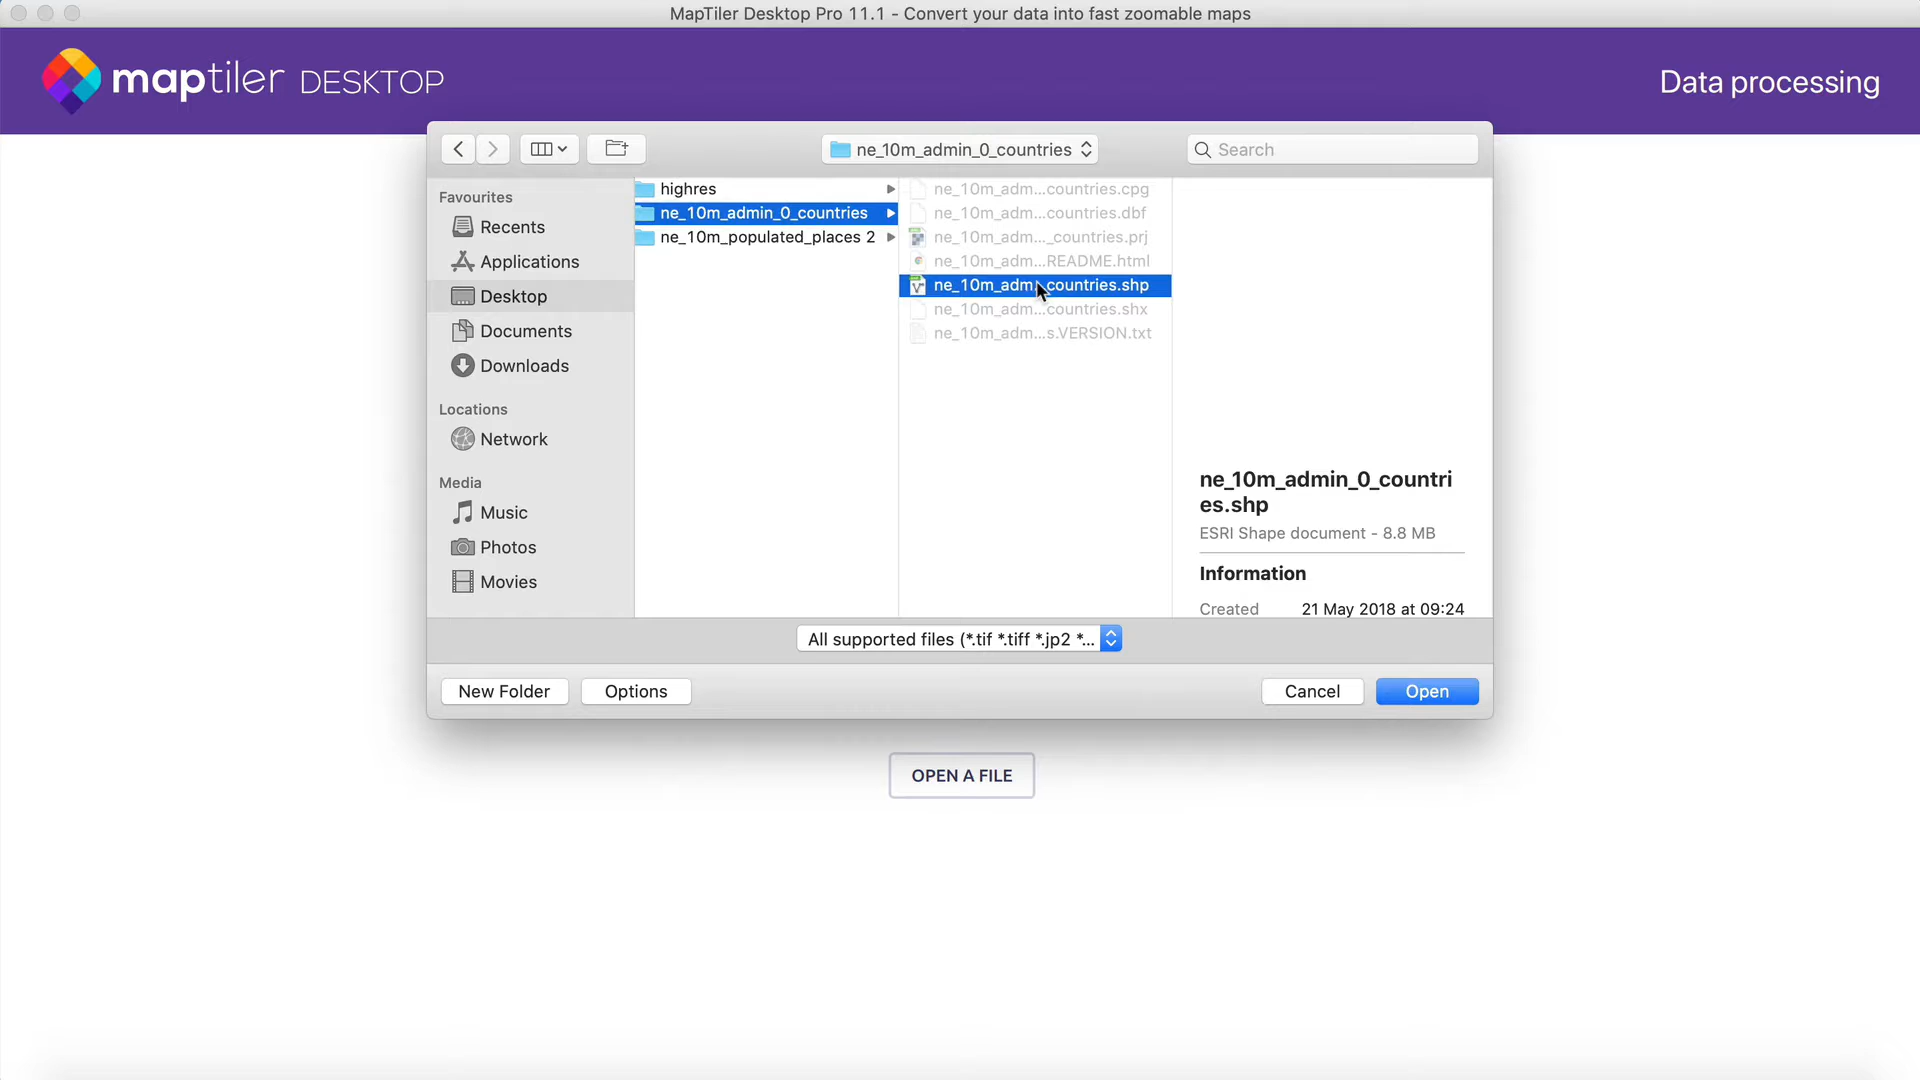 MapTiler Desktop Pro 11.1 - Convert your data into fast zoomable maps
maptiler DESKTOP
Data processing
ne_10m_admin_0_countries
Search
Favourites
Recents
Applications
Desktop
Documents
Downloads
Locations
Network
Media
Music
Photos
Movies
highres
ne_10m_admin_0_countries
ne_10m_populated_places 2
ne_10m_adm...countries.cpg
ne_10m_adm...countries.dbf
ne_10m_adm..._countries.prj
ne_10m_adm...README.html
ne_10m_adm...countries.shp
ne_10m_adm...countries.shx
ne_10m_adm...s.VERSION.txt
ne_10m_admin_0_countri
es.shp
ESRI Shape document - 8.8 MB
Information
Created 21 May 2018 at 09:24
All supported files (*.tif *.tiff *.jp2 *...
New Folder
Options
Cancel
Open
OPEN A FILE